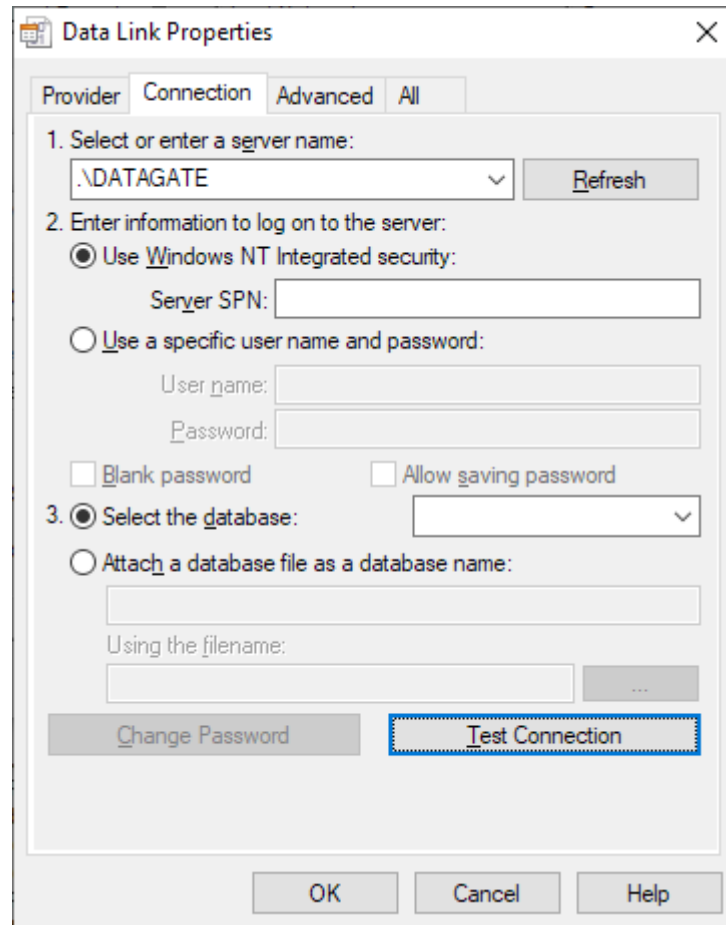 Data Link Properties
Provider Connection Advanced All
1. Select or enter a server name:
.\DATAGATE Refresh
2. Enter information to log on to the server:
Use Windows NT Integrated security:
Server SPN:
Use a specific user name and password:
User name:
Password:
Blank password Allow saving password
3. Select the database:
Attach a database file as a database name:
Using the filename:
...
Change Password Test Connection
OK Cancel Help